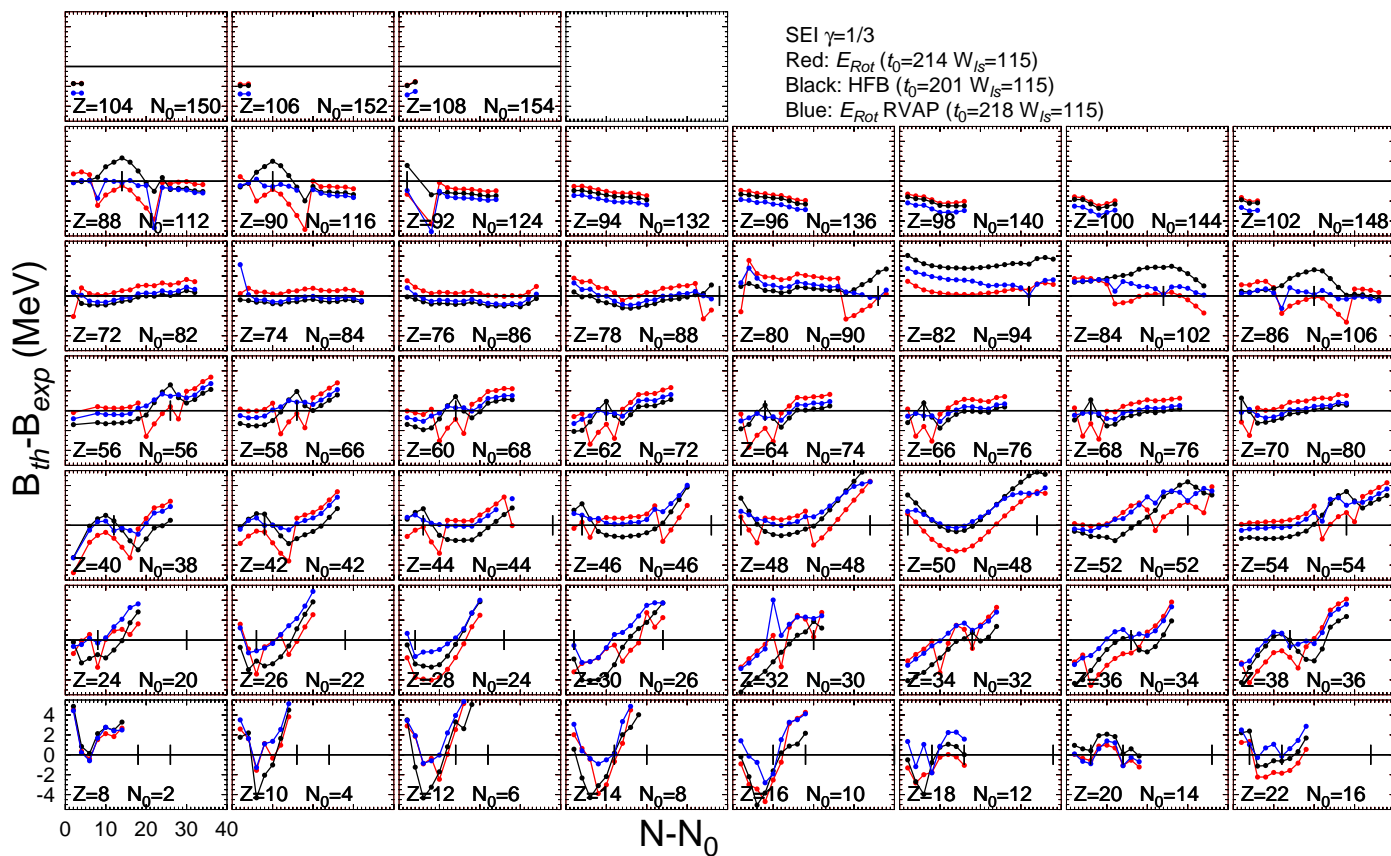 SEI γ=1/3
Red: E_Rot (t_0=214 W_ls=115)
Black: HFB (t_0=201 W_ls=115)
Blue: E_Rot RVAP (t_0=218 W_ls=115)
Z=104 N_0=150
Z=106 N_0=152
Z=108 N_0=154
Z=88 N_0=112
Z=90 N_0=116
Z=92 N_0=124
Z=94 N_0=132
Z=96 N_0=136
Z=98 N_0=140
Z=100 N_0=144
Z=102 N_0=148
Z=72 N_0=82
Z=74 N_0=84
Z=76 N_0=86
Z=78 N_0=88
Z=80 N_0=90
Z=82 N_0=94
Z=84 N_0=102
Z=86 N_0=106
Z=56 N_0=56
Z=58 N_0=66
Z=60 N_0=68
Z=62 N_0=72
Z=64 N_0=74
Z=66 N_0=76
Z=68 N_0=76
Z=70 N_0=80
Z=40 N_0=38
Z=42 N_0=42
Z=44 N_0=44
Z=46 N_0=46
Z=48 N_0=48
Z=50 N_0=48
Z=52 N_0=52
Z=54 N_0=54
Z=24 N_0=20
Z=26 N_0=22
Z=28 N_0=24
Z=30 N_0=26
Z=32 N_0=30
Z=34 N_0=32
Z=36 N_0=34
Z=38 N_0=36
Z=8 N_0=2
Z=10 N_0=4
Z=12 N_0=6
Z=14 N_0=8
Z=16 N_0=10
Z=18 N_0=12
Z=20 N_0=14
Z=22 N_0=16
4
2
0
-2
-4
0 10 20 30 40
B_th-B_exp (MeV)
N-N_0